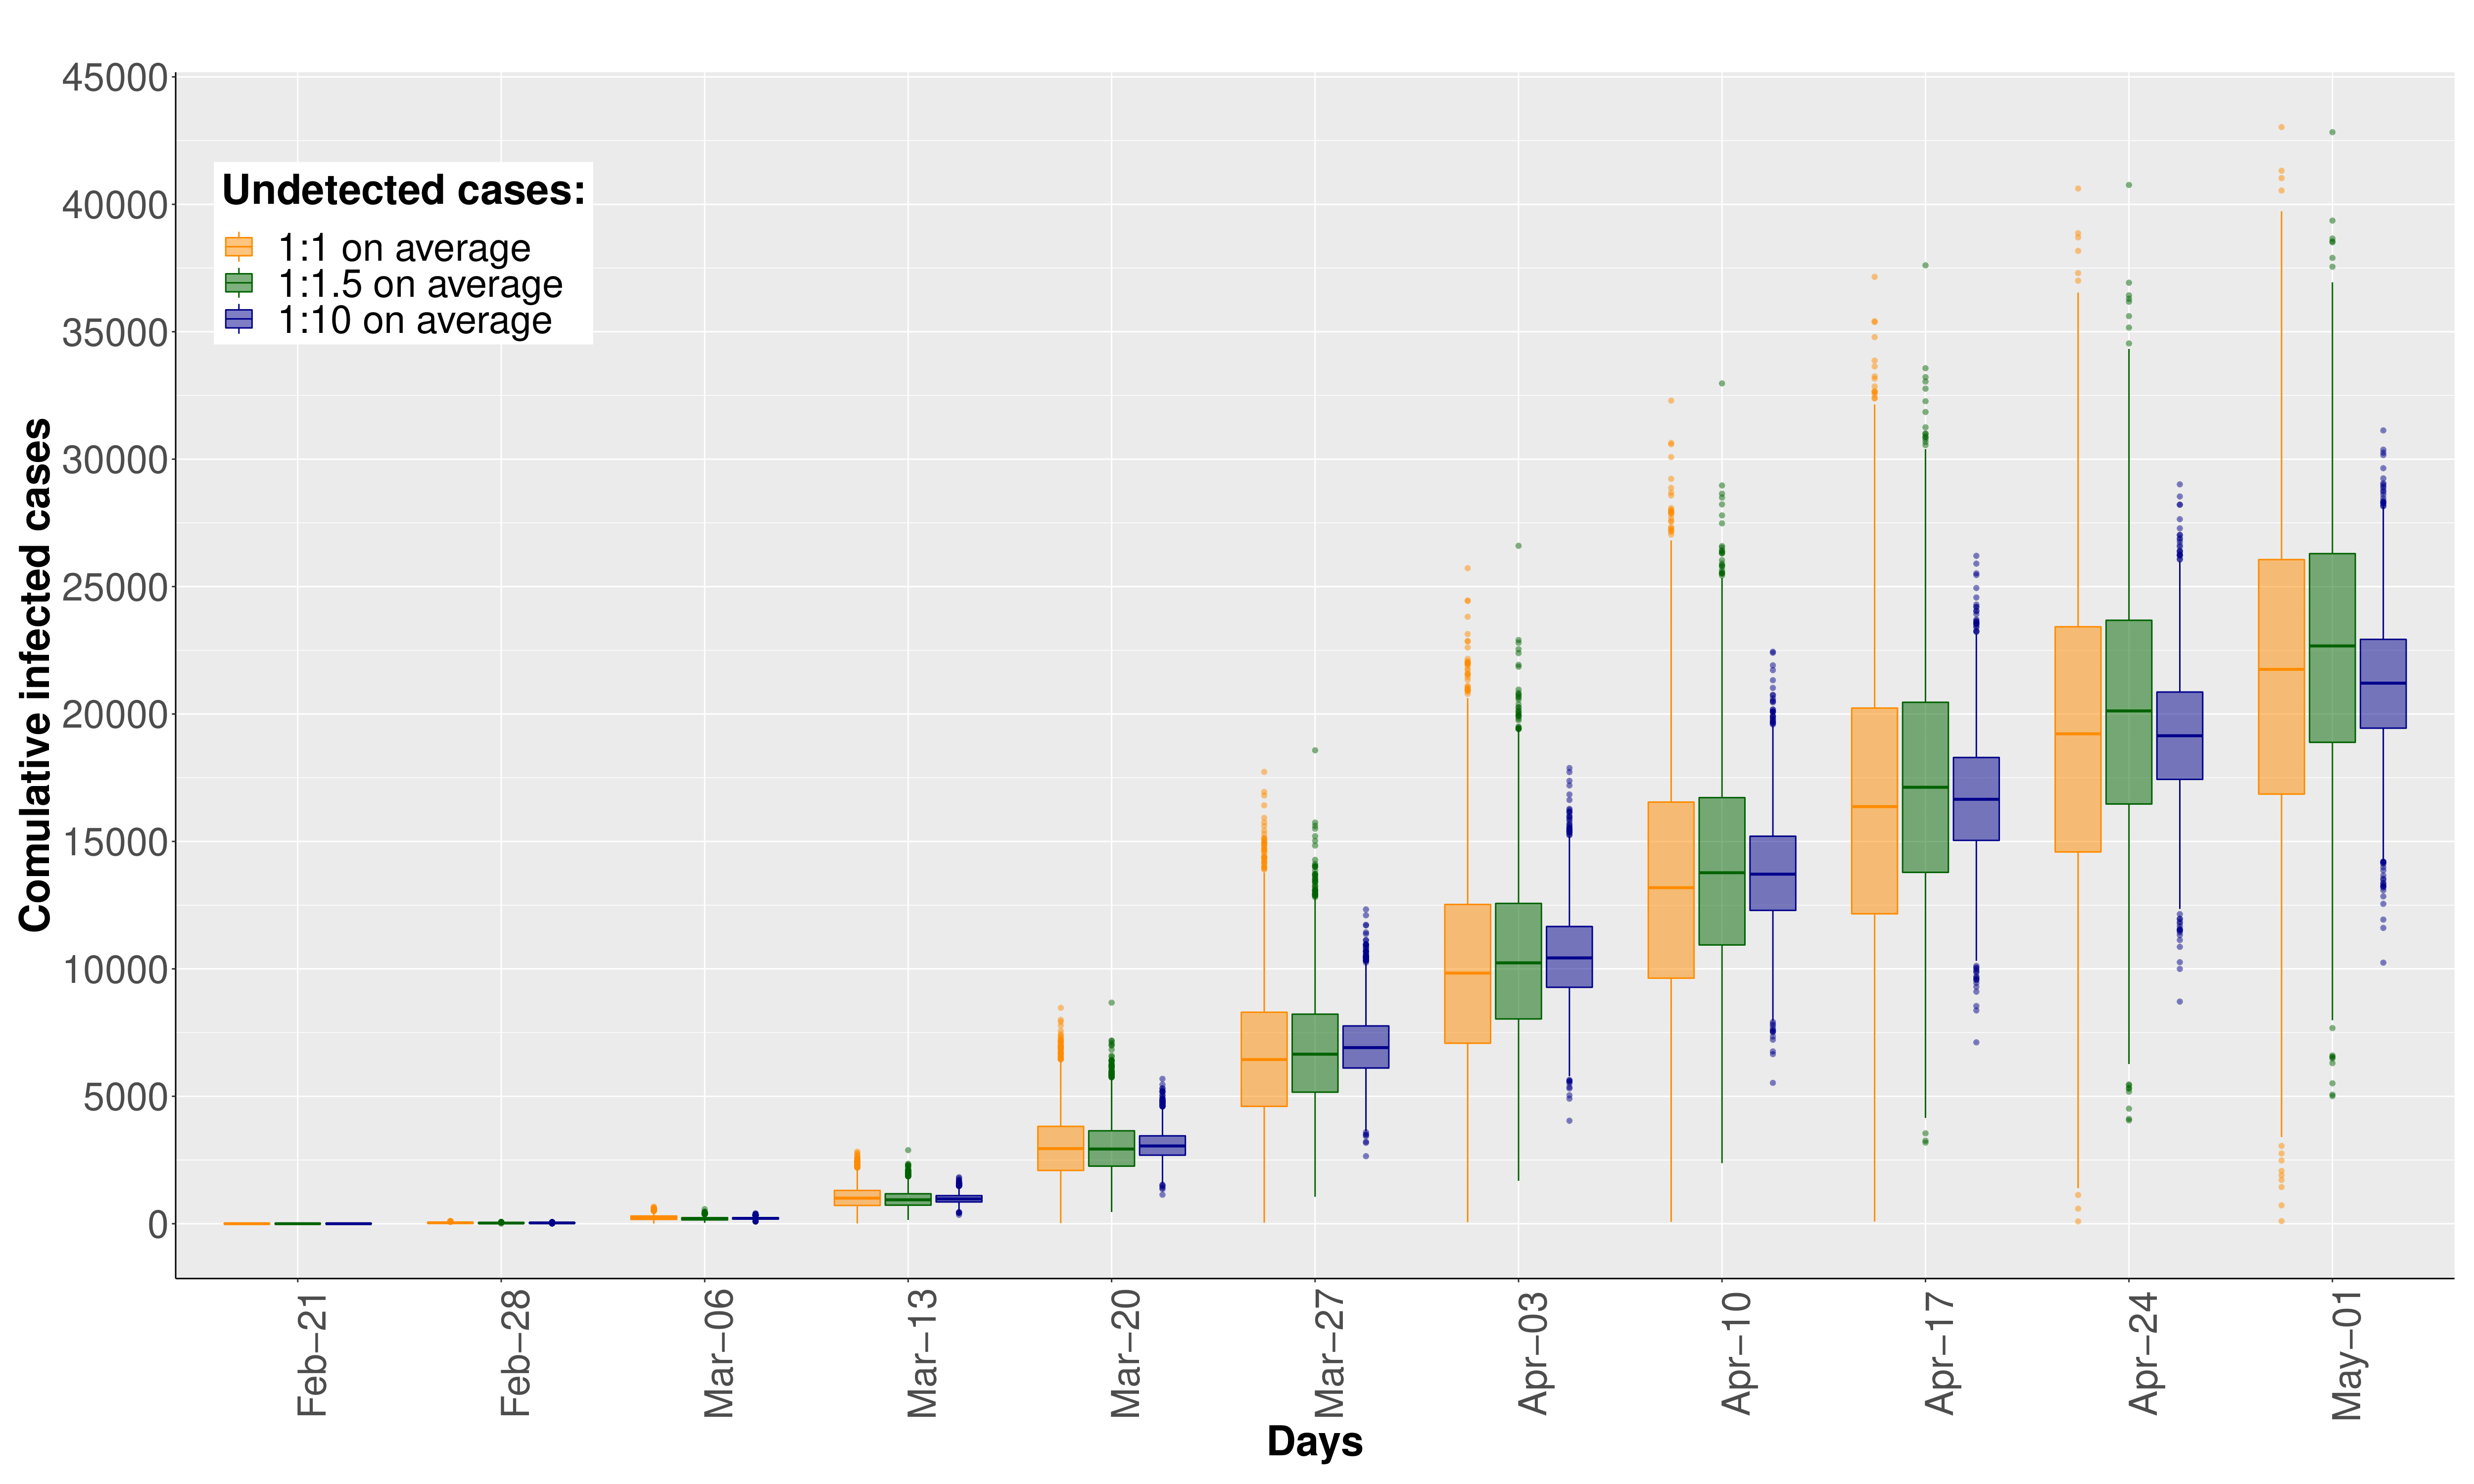 Comulative infected cases
45000
40000
35000
30000
25000
20000
15000
10000
5000
0
Undetected cases:
1:1 on average
1:1.5 on average
1:10 on average
Feb−21
Feb−28
Mar−06
Mar−13
Mar−20
Mar−27
Apr−03
Apr−10
Apr−17
Apr−24
May−01
Days